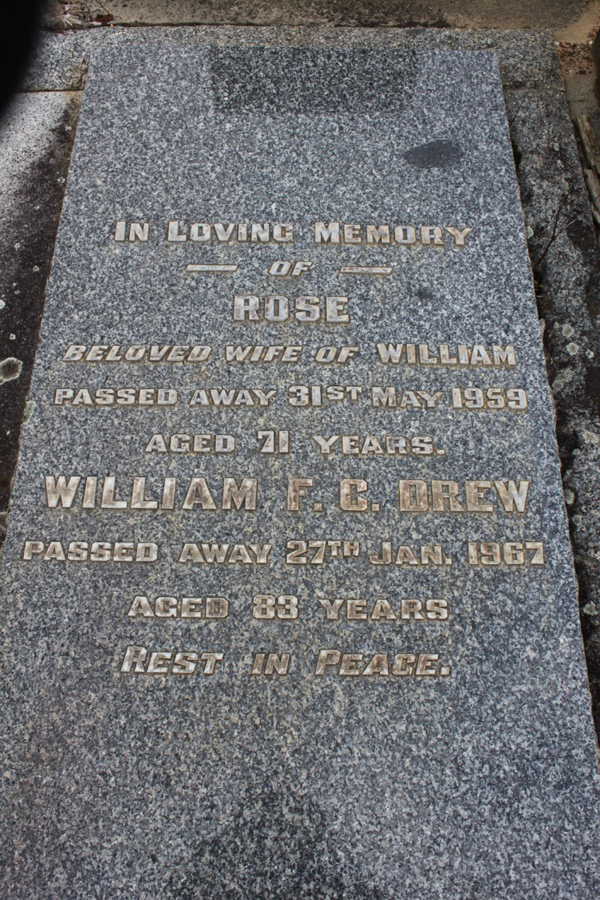 IN LOVING MEMORY
— OF —
ROSE
BELOVED WIFE OF WILLIAM
PASSED AWAY 31ST MAY 1959
AGED 71 YEARS.
WILLIAM F. C. DREW
PASSED AWAY 27TH JAN. 1967
AGED 83 YEARS
REST IN PEACE.